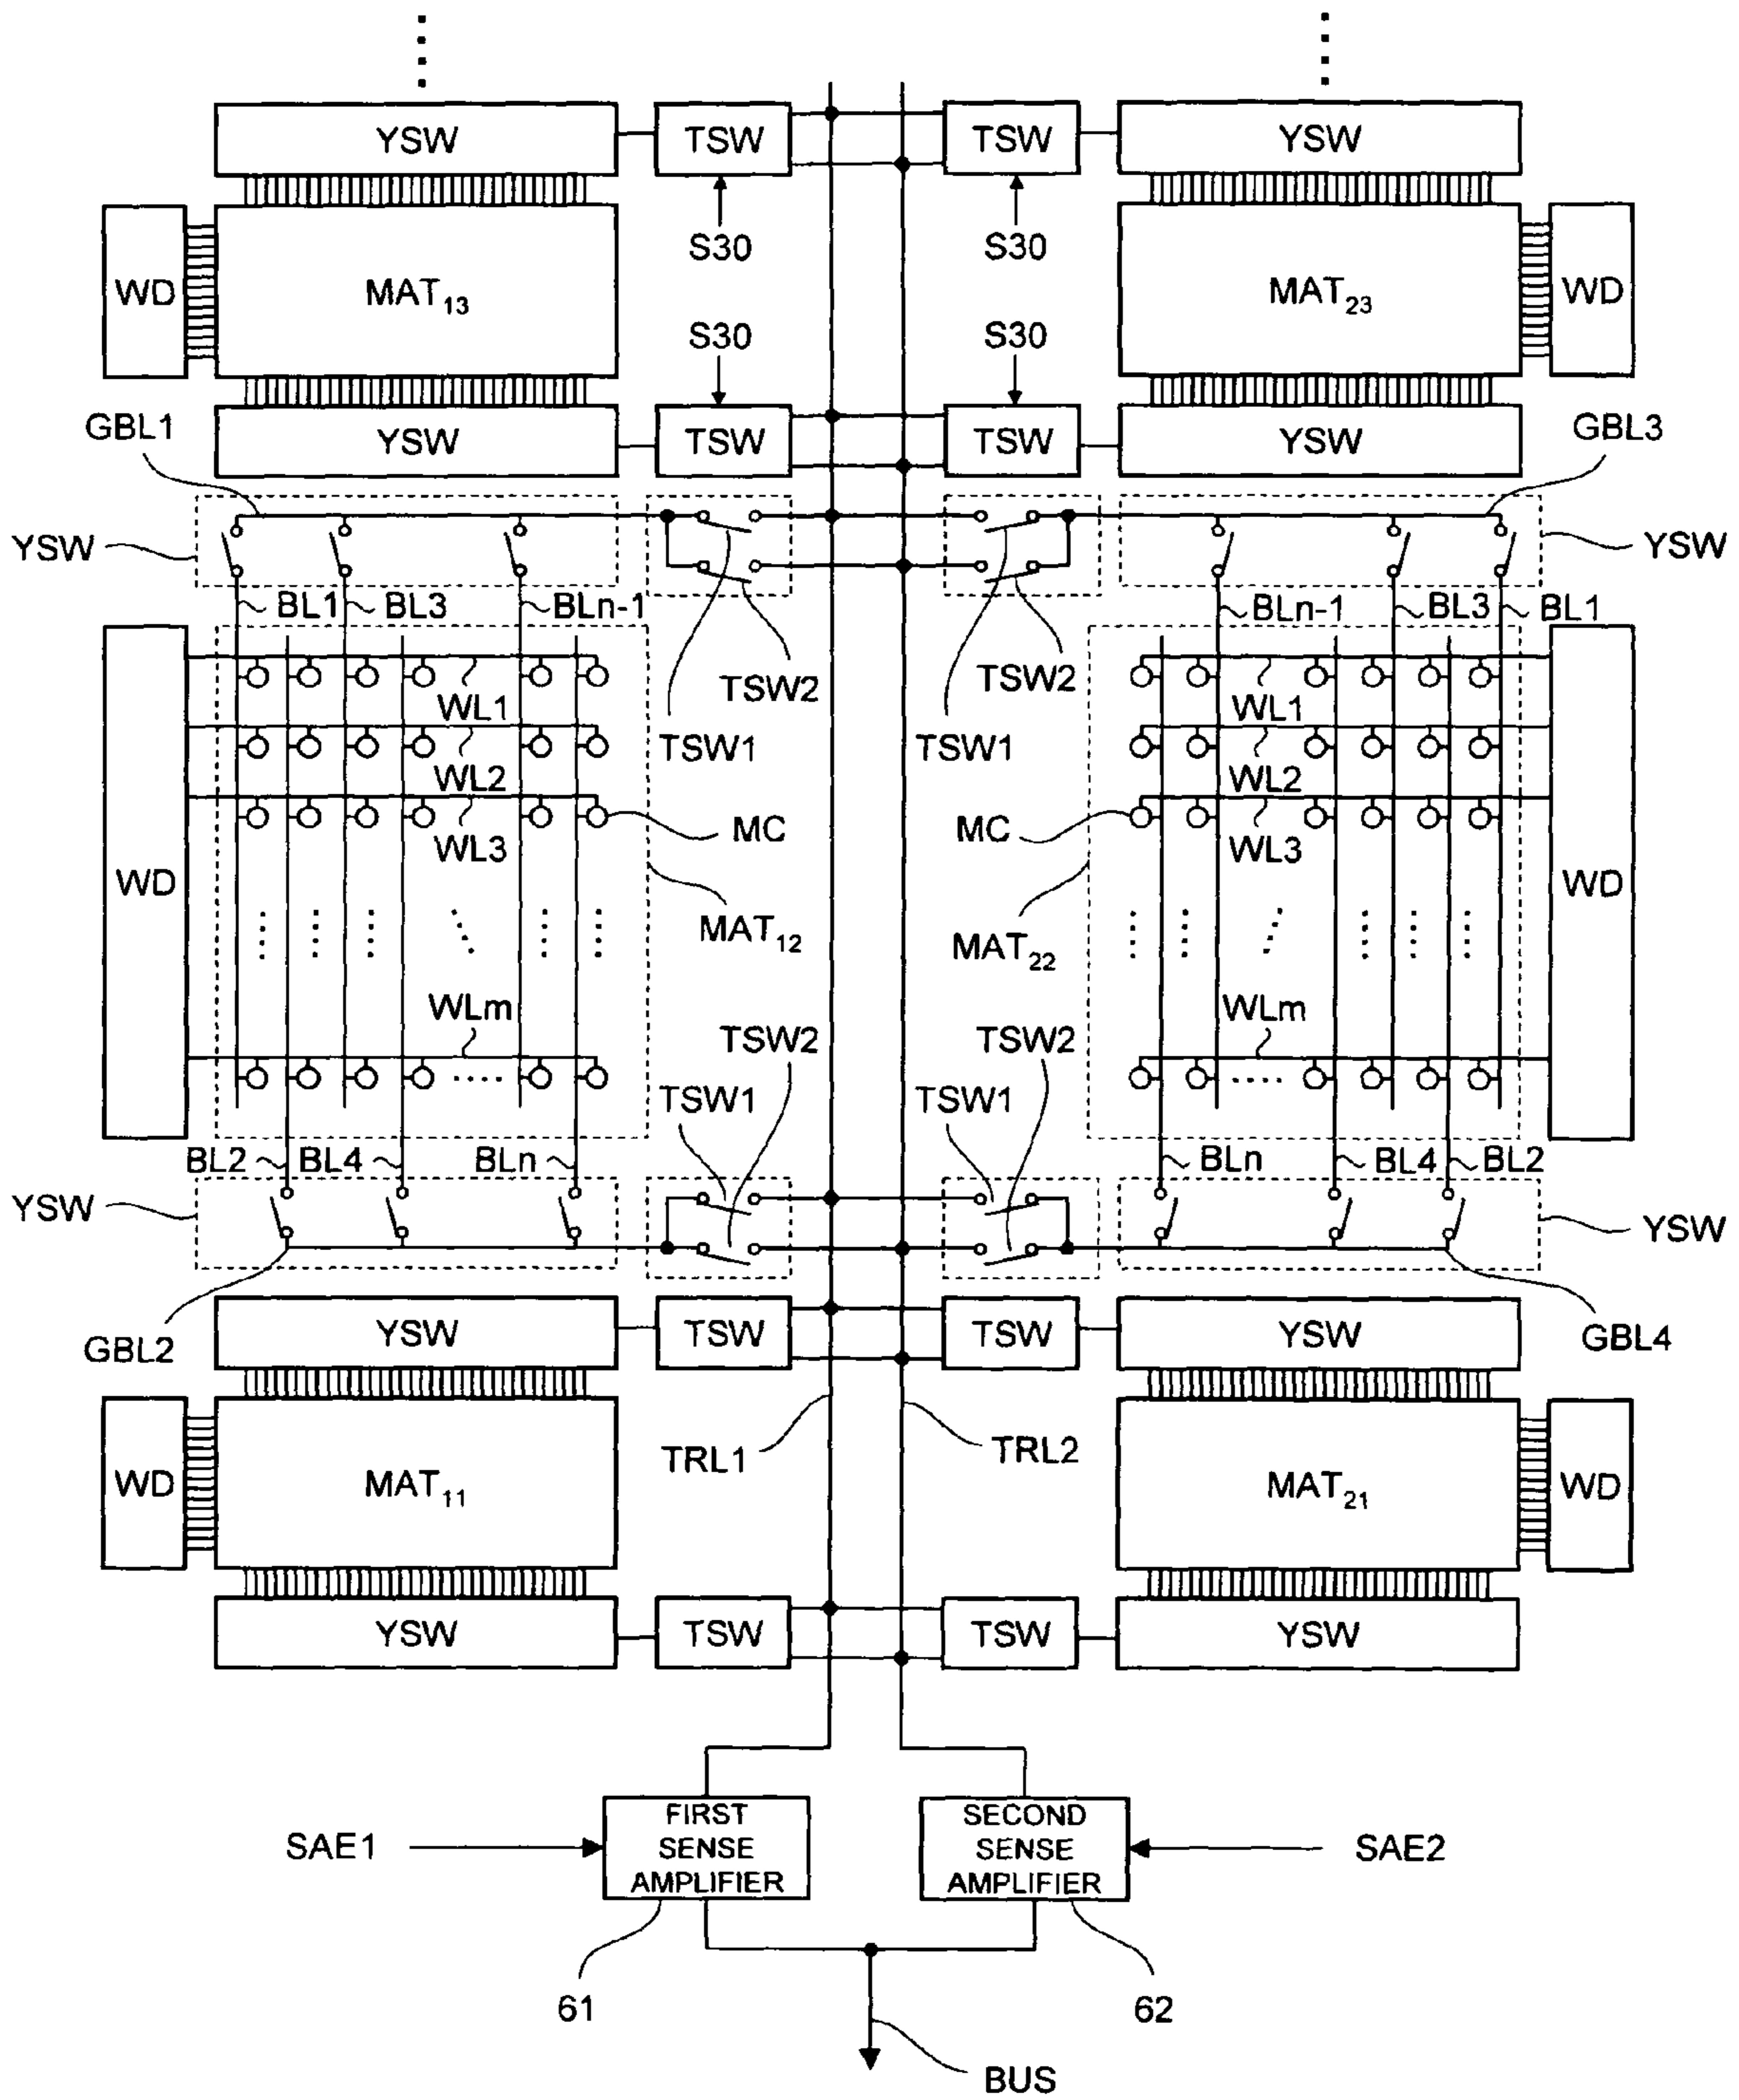 YSW TSW TSW YSW
S30 S30
WD MAT13 MAT23 WD
S30 S30
GBL1 YSW TSW TSW YSW GBL3
YSW YSW
BL1 BL3 BLn-1 BLn-1 BL3 BL1
TSW2 TSW2
WL1 WL1
TSW1 TSW1
WL2 WL2
MC MC
WL3 WL3
WD WD
MAT12 MAT22
WLm WLm
TSW2 TSW2
TSW1 TSW1
BL2 BL4 BLn BLn BL4 BL2
YSW YSW
GBL2 YSW TSW TSW YSW GBL4
TRL1 TRL2
WD MAT11 MAT21 WD
YSW TSW TSW YSW
SAE1 FIRST SENSE AMPLIFIER
SECOND SENSE AMPLIFIER SAE2
61 62
BUS